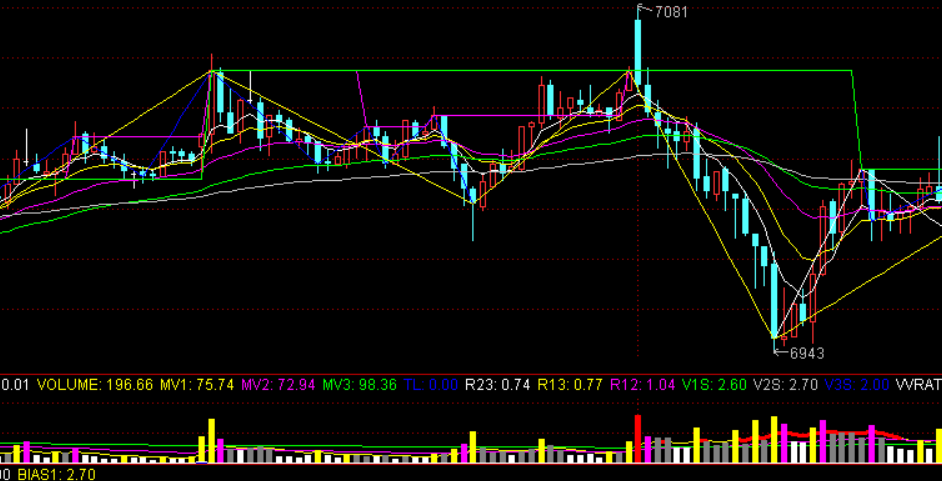 7081
6943
0.01 VOLUME: 196.66 MV1: 75.74 MV2: 72.94 MV3: 98.36 TL: 0.00 R23: 0.74 R13: 0.77 R12: 1.04 V1S: 2.60 V2S: 2.70 V3S: 2.00 VVRAT
00 BIAS1: 2.70